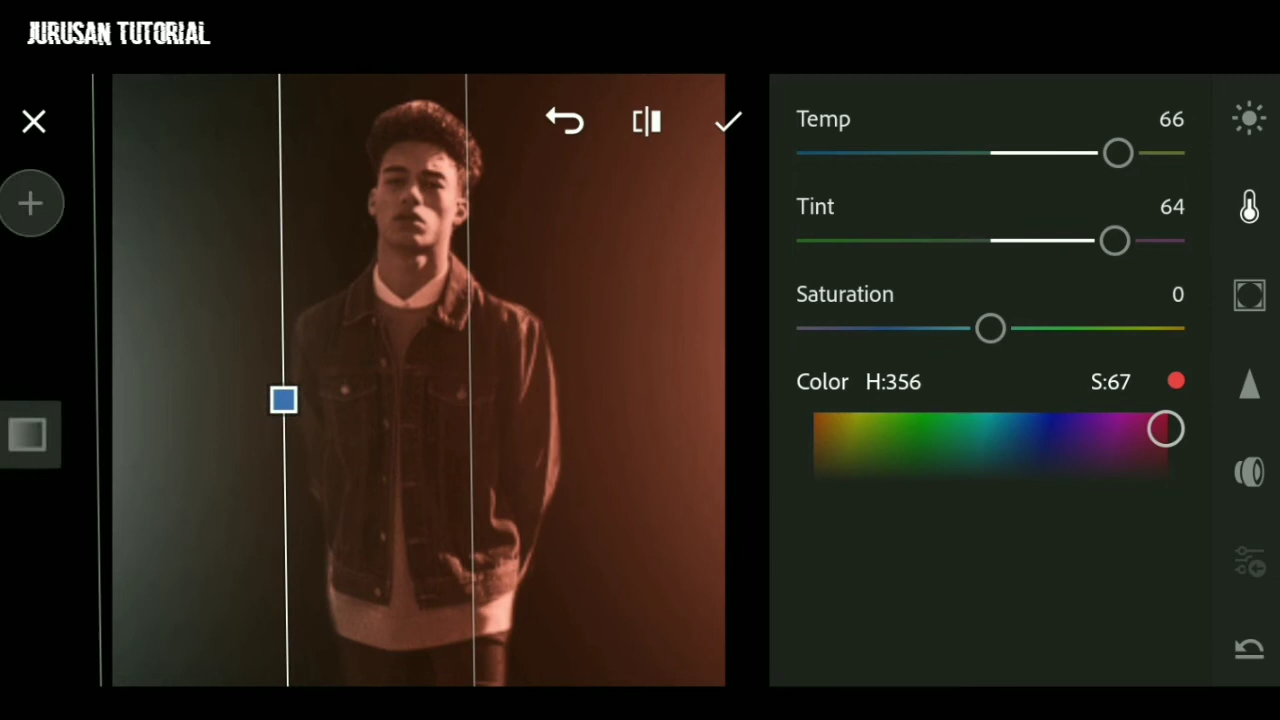 JURUSAN TUTORIAL
Temp 66
Tint 64
Saturation 0
Color H:356 S:67